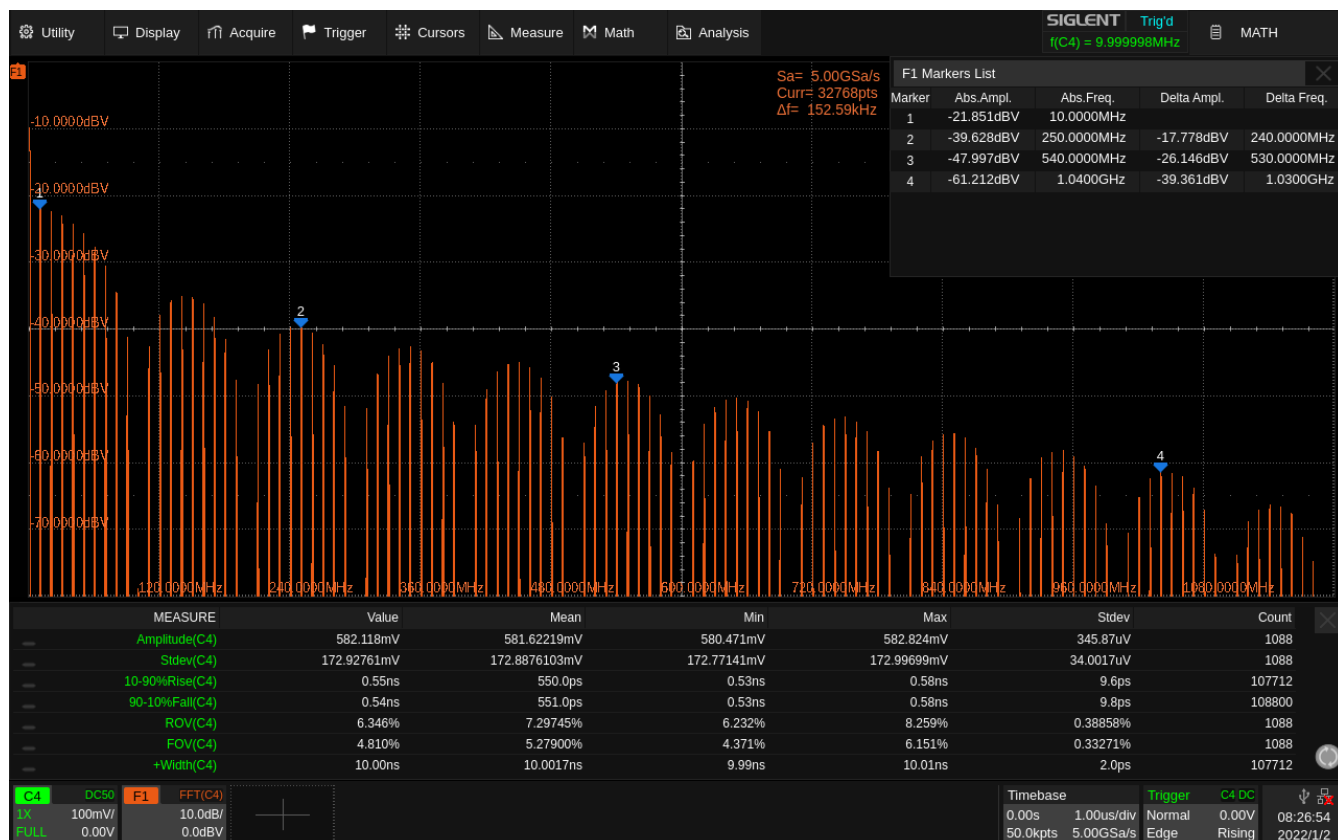 Utility Display Acquire Trigger Cursors Measure Math Analysis SIGLENT Trig'd MATH
f(C4) = 9.999998MHz
F1
Sa= 5.00GSa/s
Curr= 32768pts
Δf= 152.59kHz
F1 Markers List
Marker Abs.Ampl. Abs.Freq. Delta Ampl. Delta Freq.
1 -21.851dBV 10.0000MHz
2 -39.628dBV 250.0000MHz -17.778dBV 240.0000MHz
3 -47.997dBV 540.0000MHz -26.146dBV 530.0000MHz
4 -61.212dBV 1.0400GHz -39.361dBV 1.0300GHz
-10.0000dBV
-20.0000dBV
1
-30.0000dBV
2
-40.0000dBV
3
-50.0000dBV
4
-60.0000dBV
-70.0000dBV
120.0000MHz 240.0000MHz 360.0000MHz 480.0000MHz 600.0000MHz 720.0000MHz 840.0000MHz 960.0000MHz 1080.0000MHz
MEASURE Value Mean Min Max Stdev Count
Amplitude(C4) 582.118mV 581.62219mV 580.471mV 582.824mV 345.87uV 1088
Stdev(C4) 172.92761mV 172.8876103mV 172.77141mV 172.99699mV 34.0017uV 1088
10-90%Rise(C4) 0.55ns 550.0ps 0.53ns 0.58ns 9.6ps 107712
90-10%Fall(C4) 0.54ns 551.0ps 0.53ns 0.58ns 9.8ps 108800
ROV(C4) 6.346% 7.29745% 6.232% 8.259% 0.38858% 1088
FOV(C4) 4.810% 5.27900% 4.371% 6.151% 0.33271% 1088
+Width(C4) 10.00ns 10.0017ns 9.99ns 10.01ns 2.0ps 107712
C4 DC50 F1 FFT(C4) Timebase Trigger C4 DC
1X 100mV/ 10.0dB/ 0.00s 1.00us/div Normal 0.00V 08:26:54
FULL 0.00V 0.0dBV 50.0kpts 5.00GSa/s Edge Rising 2022/1/2